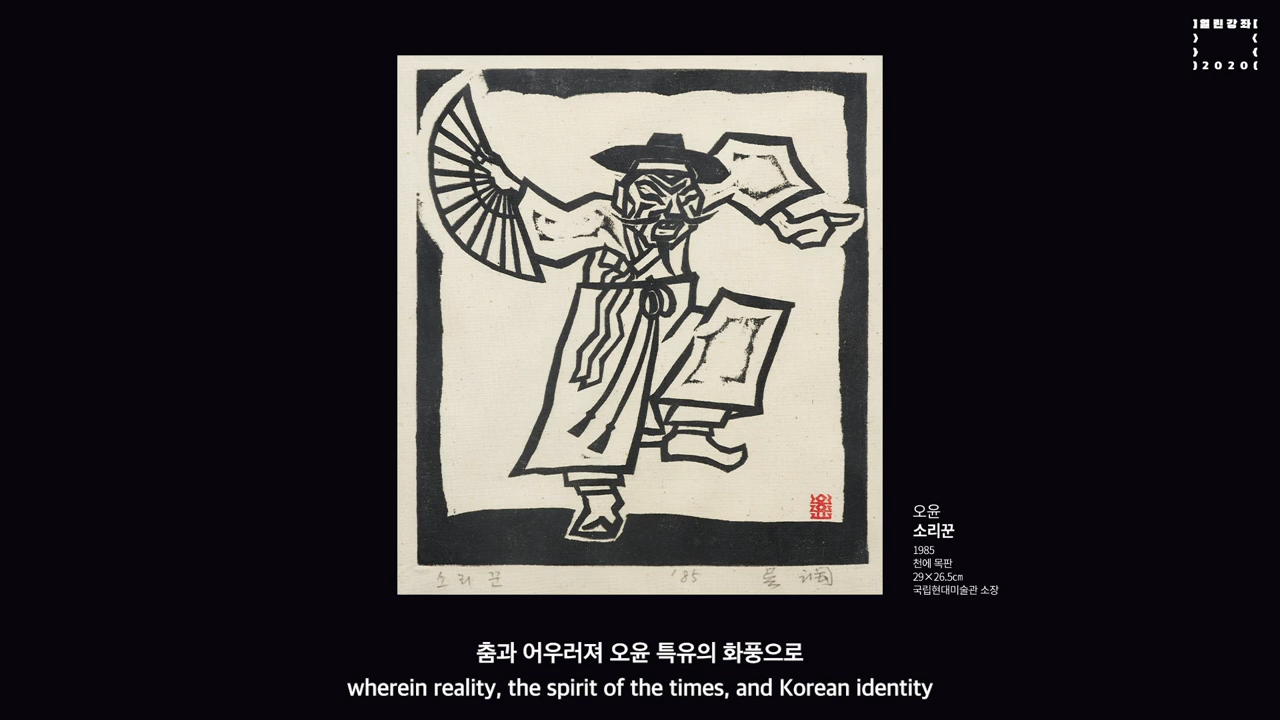 열린강좌
2020
소리꾼 '85 吳 潤
오윤
소리꾼
1985
천에 목판
29×26.5㎝
국립현대미술관 소장
춤과 어우러져 오윤 특유의 화풍으로
wherein reality, the spirit of the times, and Korean identity